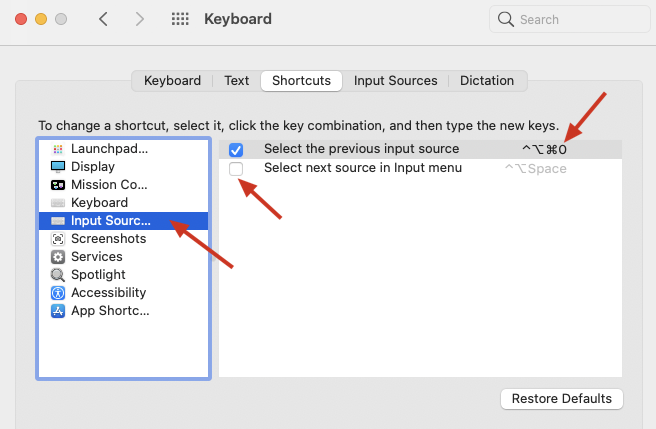 Keyboard
Search
Keyboard Text Shortcuts Input Sources Dictation
To change a shortcut, select it, click the key combination, and then type the new keys.
Launchpad...
Display
Mission Co...
Keyboard
Input Sourc...
Screenshots
Services
Spotlight
Accessibility
App Shortc...
Select the previous input source ^⌥⌘0
Select next source in Input menu ^⌥Space
Restore Defaults